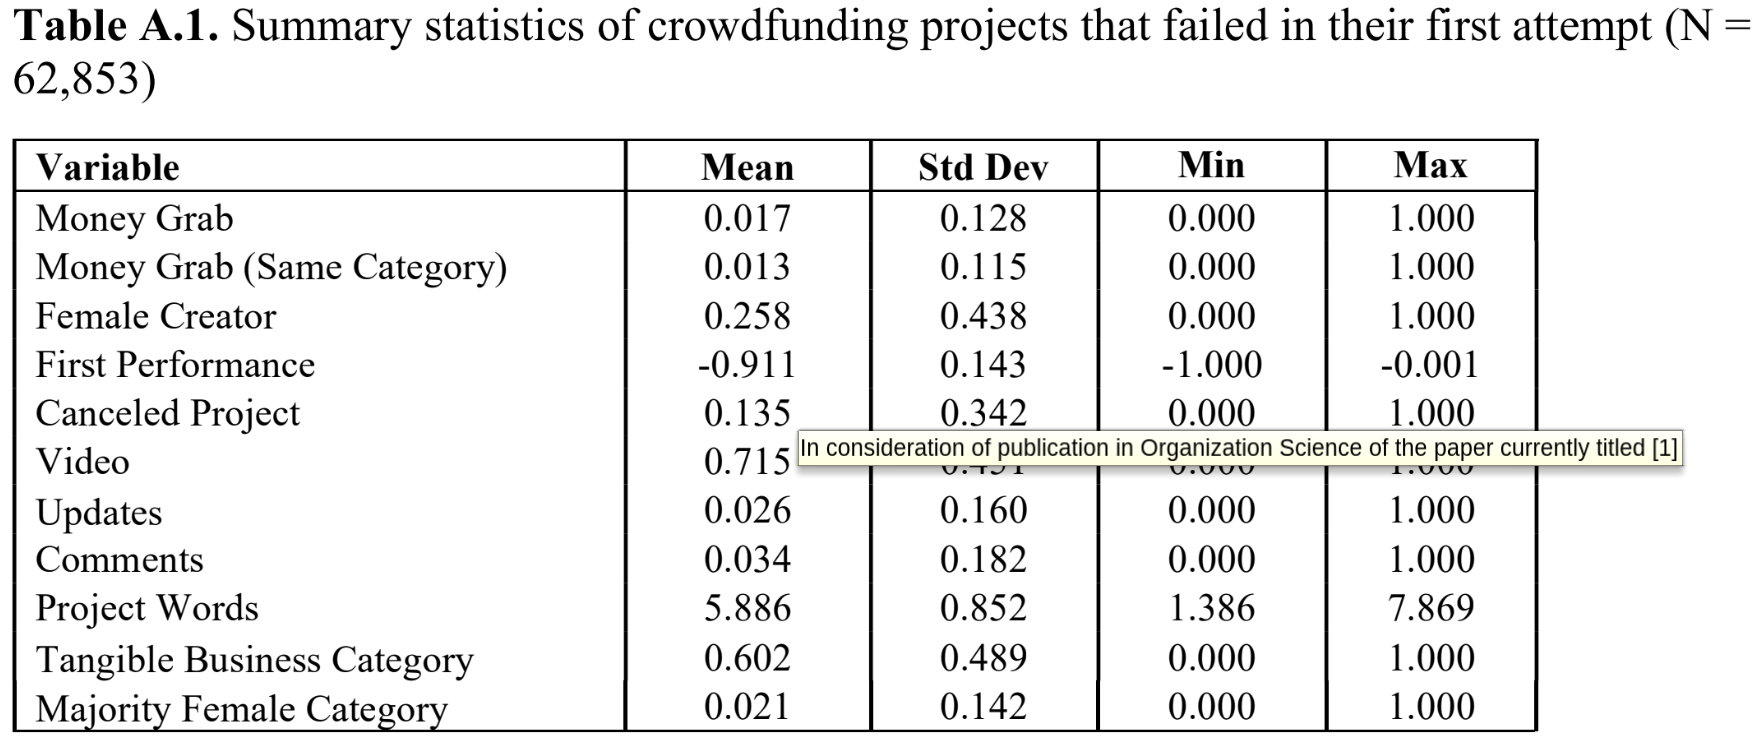 Table A.1. Summary statistics of crowdfunding projects that failed in their first attempt (N =
62,853)
Variable Mean Std Dev Min Max
Money Grab 0.017 0.128 0.000 1.000
Money Grab (Same Category) 0.013 0.115 0.000 1.000
Female Creator 0.258 0.438 0.000 1.000
First Performance -0.911 0.143 -1.000 -0.001
Canceled Project 0.135 0.342 0.000 1.000
In consideration of publication in Organization Science of the paper currently titled [1]
Video 0.715
Updates 0.026 0.160 0.000 1.000
Comments 0.034 0.182 0.000 1.000
Project Words 5.886 0.852 1.386 7.869
Tangible Business Category 0.602 0.489 0.000 1.000
Majority Female Category 0.021 0.142 0.000 1.000